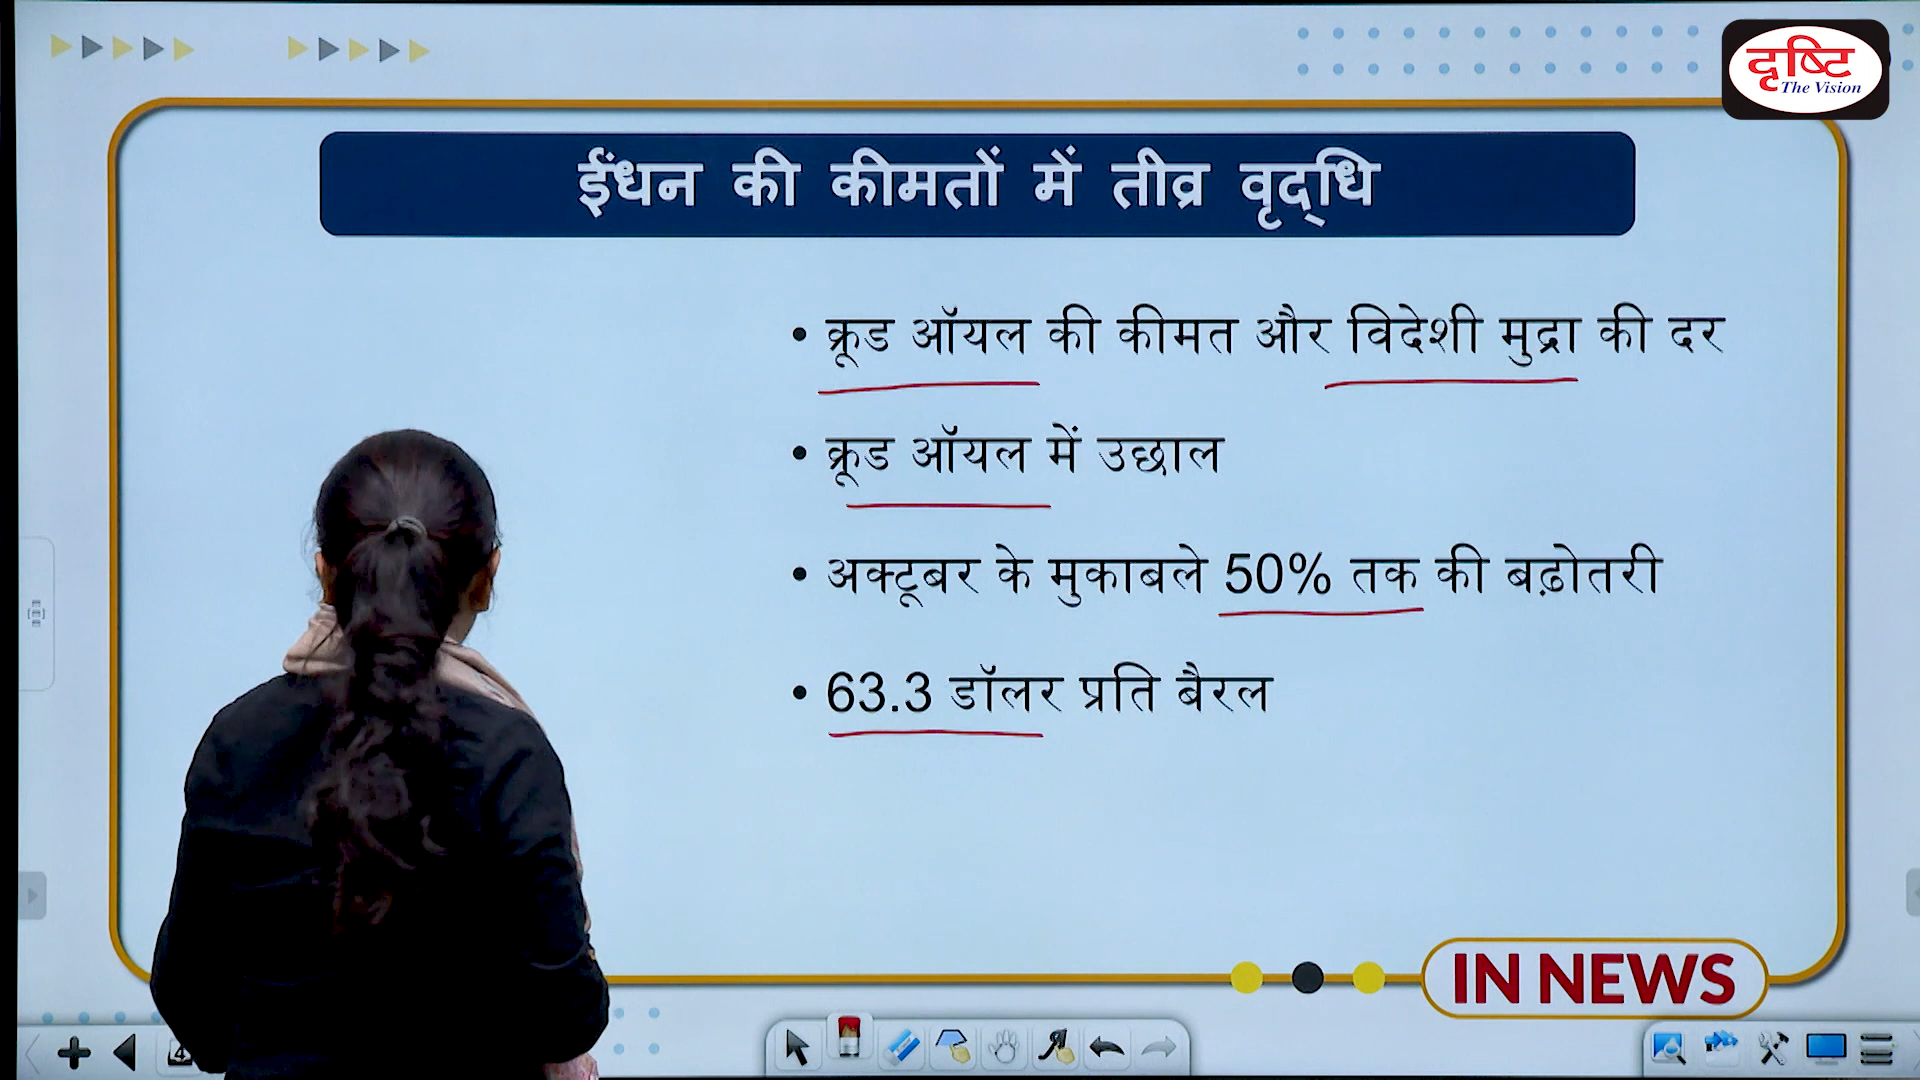 दृष्टि
The Vision
ईंधन की कीमतों में तीव्र वृद्धि
• क्रूड ऑयल की कीमत और विदेशी मुद्रा की दर
• क्रूड ऑयल में उछाल
• अक्टूबर के मुकाबले 50% तक की बढ़ोतरी
• 63.3 डॉलर प्रति बैरल
IN NEWS
4